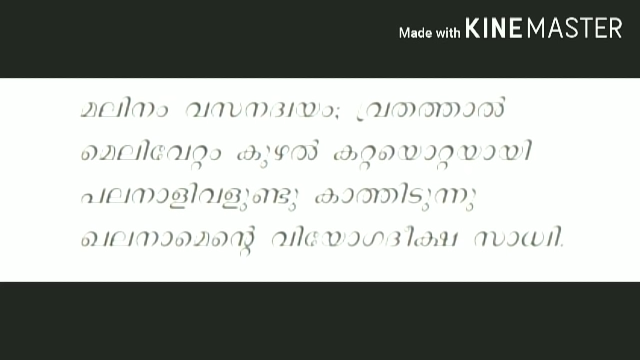 Made with KINEMASTER
മലിനം വസനദ്വയം; വ്രതത്താൽ
മെലിവേറ്റം കുഴൽ കറ്റയൊറ്റയായി
പലനാളിവളുണ്ടു കാത്തിടുന്നു
ഖലനാമെന്റെ വിയോഗദീക്ഷ സാധ്വി.